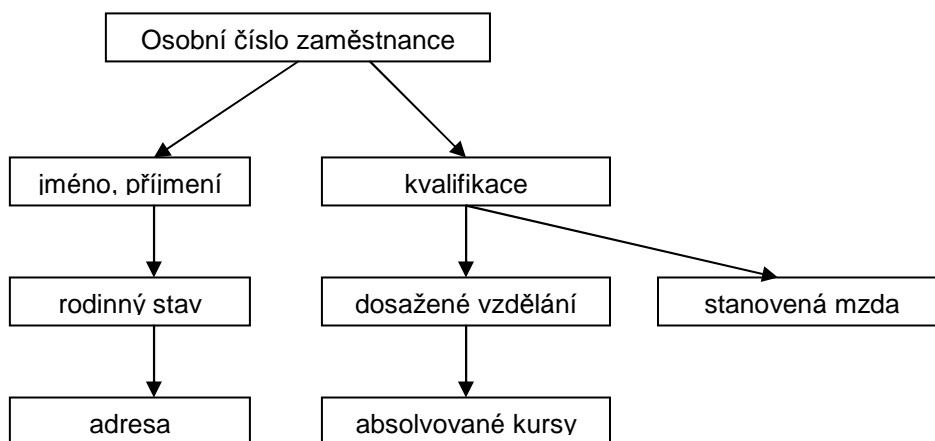 Osobní číslo zaměstnance
jméno, příjmení
kvalifikace
rodinný stav
dosažené vzdělání
stanovená mzda
adresa
absolvované kursy